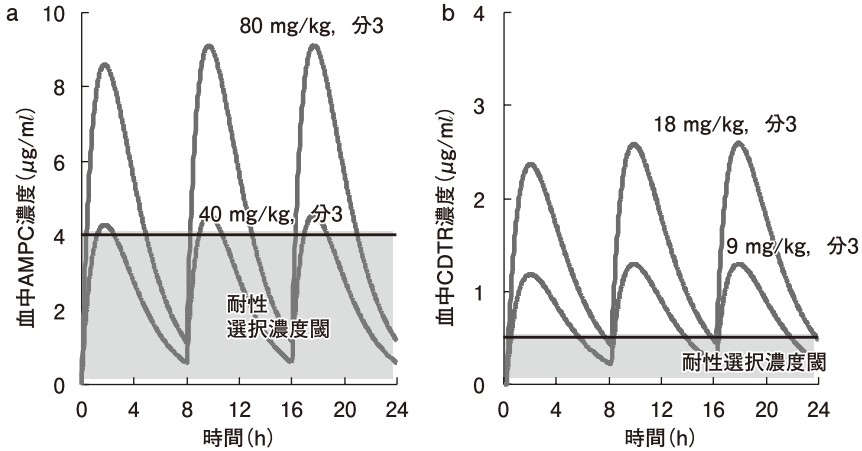 a
血中AMPC濃度（μg/ml）
10
8
6
4
2
0
80 mg/kg, 分3
40 mg/kg, 分3
耐性
選択濃度閾
0 4 8 12 16 20 24
時間（h）
b
血中CDTR濃度（μg/ml）
4
3
2
1
0
18 mg/kg, 分3
9 mg/kg, 分3
耐性選択濃度閾
0 4 8 12 16 20 24
時間（h）